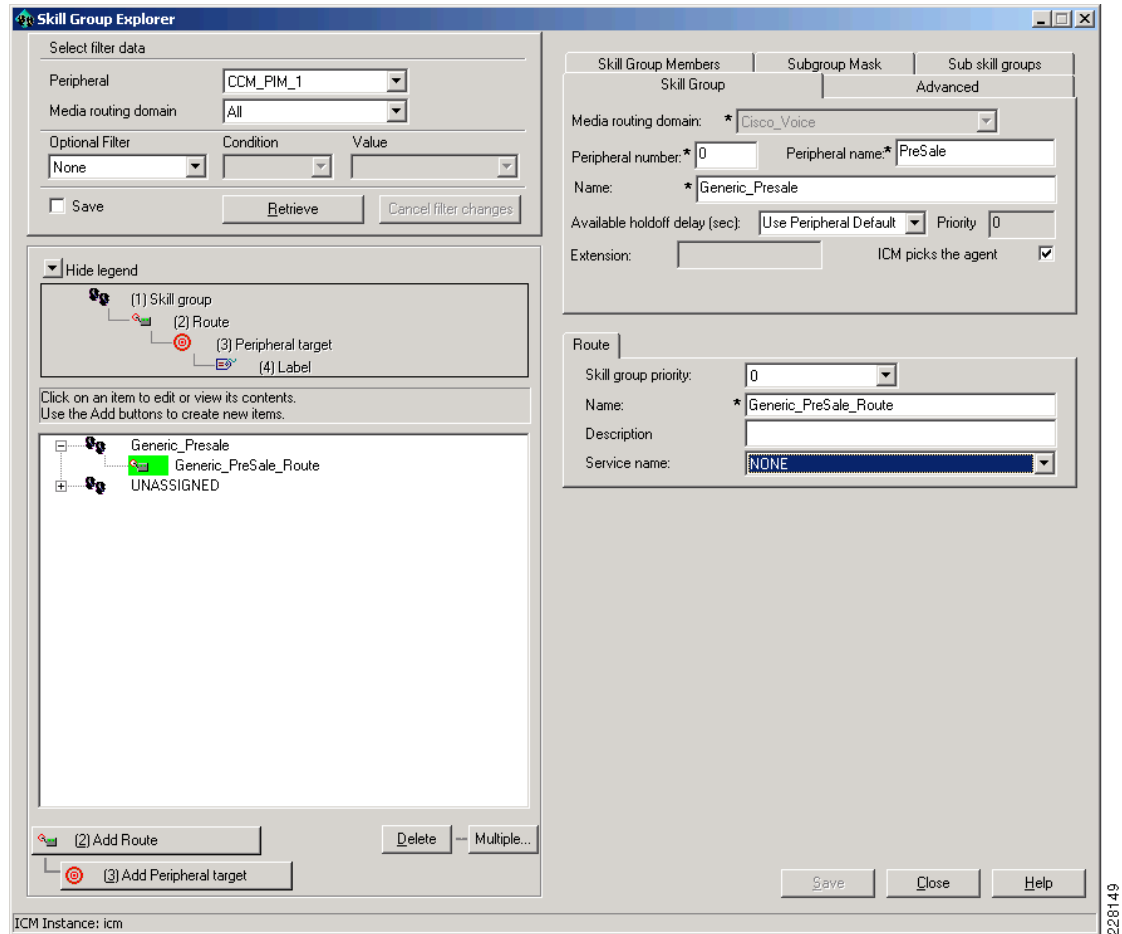 Skill Group Explorer
Select filter data
Peripheral CCM_PIM_1
Media routing domain All
Optional Filter Condition Value
None
Save Retrieve Cancel filter changes
Hide legend
(1) Skill group
(2) Route
(3) Peripheral target
(4) Label
Click on an item to edit or view its contents.
Use the Add buttons to create new items.
Generic_Presale
Generic_PreSale_Route
UNASSIGNED
(2) Add Route Delete Multiple...
(3) Add Peripheral target
Skill Group Members Subgroup Mask Sub skill groups
Skill Group Advanced
Media routing domain: * Cisco_Voice
Peripheral number:* 0 Peripheral name:* PreSale
Name: * Generic_Presale
Available holdoff delay (sec): Use Peripheral Default Priority 0
Extension: ICM picks the agent
Route
Skill group priority: 0
Name: * Generic_PreSale_Route
Description
Service name: NONE
Save Close Help
ICM Instance: icm
228149